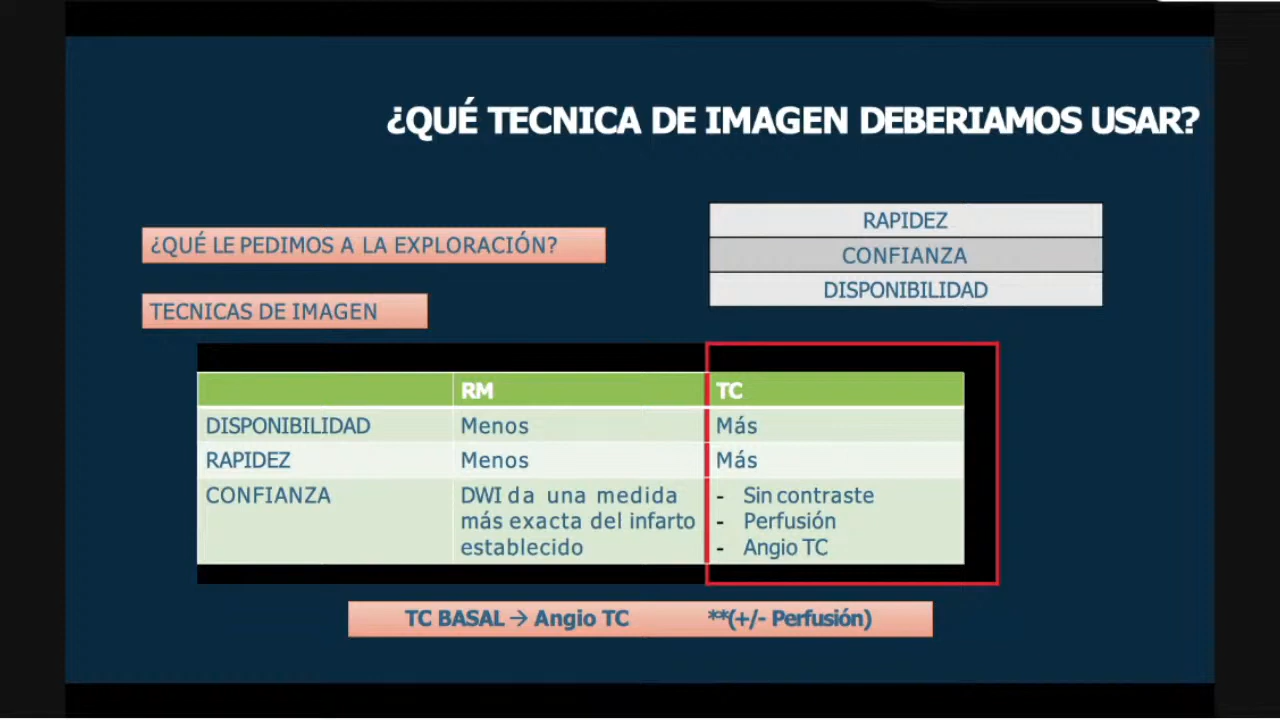 ¿QUÉ TECNICA DE IMAGEN DEBERIAMOS USAR?
¿QUÉ LE PEDIMOS A LA EXPLORACIÓN?
RAPIDEZ
CONFIANZA
DISPONIBILIDAD
TECNICAS DE IMAGEN
RM TC
DISPONIBILIDAD Menos Más
RAPIDEZ Menos Más
CONFIANZA DWI da una medida - Sin contraste
más exacta del infarto - Perfusión
establecido - Angio TC
TC BASAL → Angio TC **(+/- Perfusión)